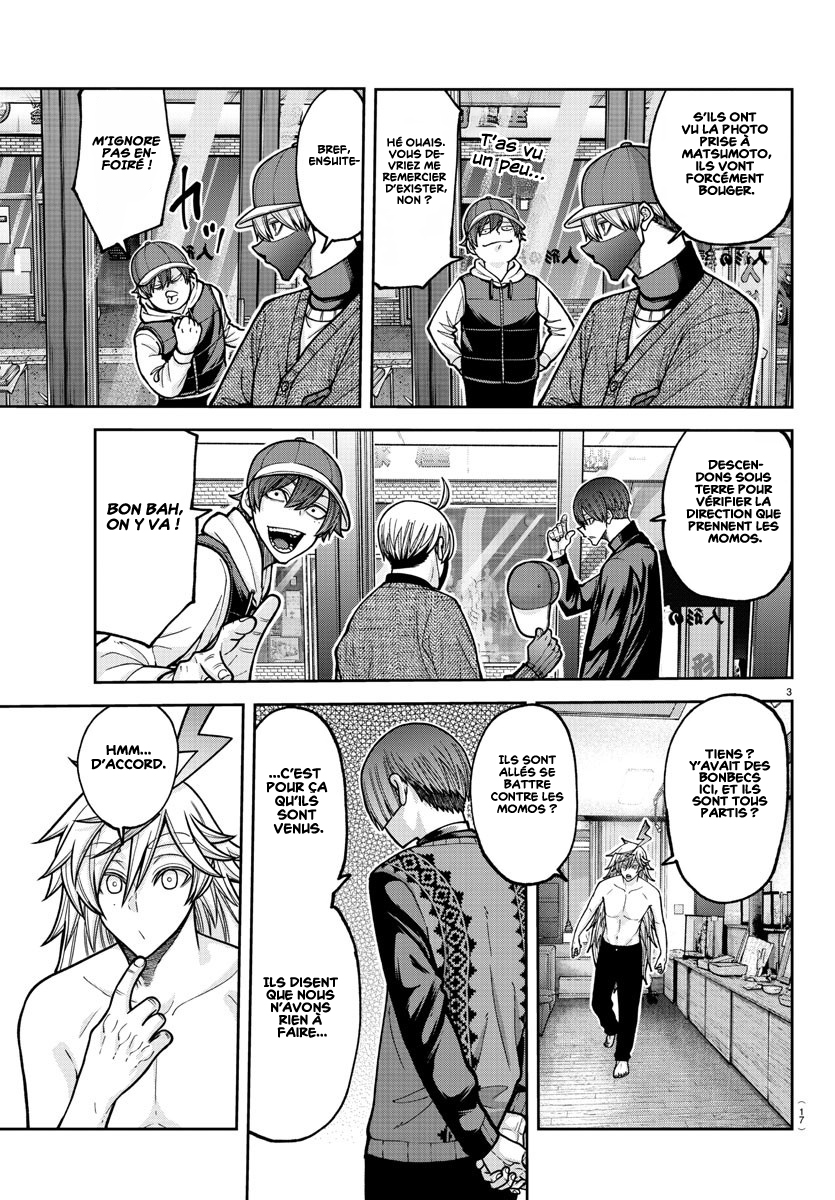 S'ILS ONT
VU LA PHOTO
PRISE À
MATSUMOTO,
ILS VONT
FORCÉMENT
BOUGER.
T'as vu
un peu...
HÉ OUAIS.
VOUS DE-
VRIEZ ME
REMERCIER
D'EXISTER,
NON ?
BREF,
ENSUITE-
M'IGNORE
PAS EN-
FOIRÉ !
ガッ!
DESCEN-
DONS SOUS
TERRE POUR
VÉRIFIER LA
DIRECTION QUE
PRENNENT LES
MOMOS.
BON BAH,
ON Y VA !
3
TIENS ?
Y'AVAIT DES
BONBECS
ICI, ET ILS
SONT TOUS
PARTIS ?
ILS SONT
ALLÉS SE
BATTRE
CONTRE LES
MOMOS ?
...C'EST
POUR ÇA
QU'ILS
SONT
VENUS.
ILS DISENT
QUE NOUS
N'AVONS
RIEN À
FAIRE...
HMM...
D'ACCORD.
(17)